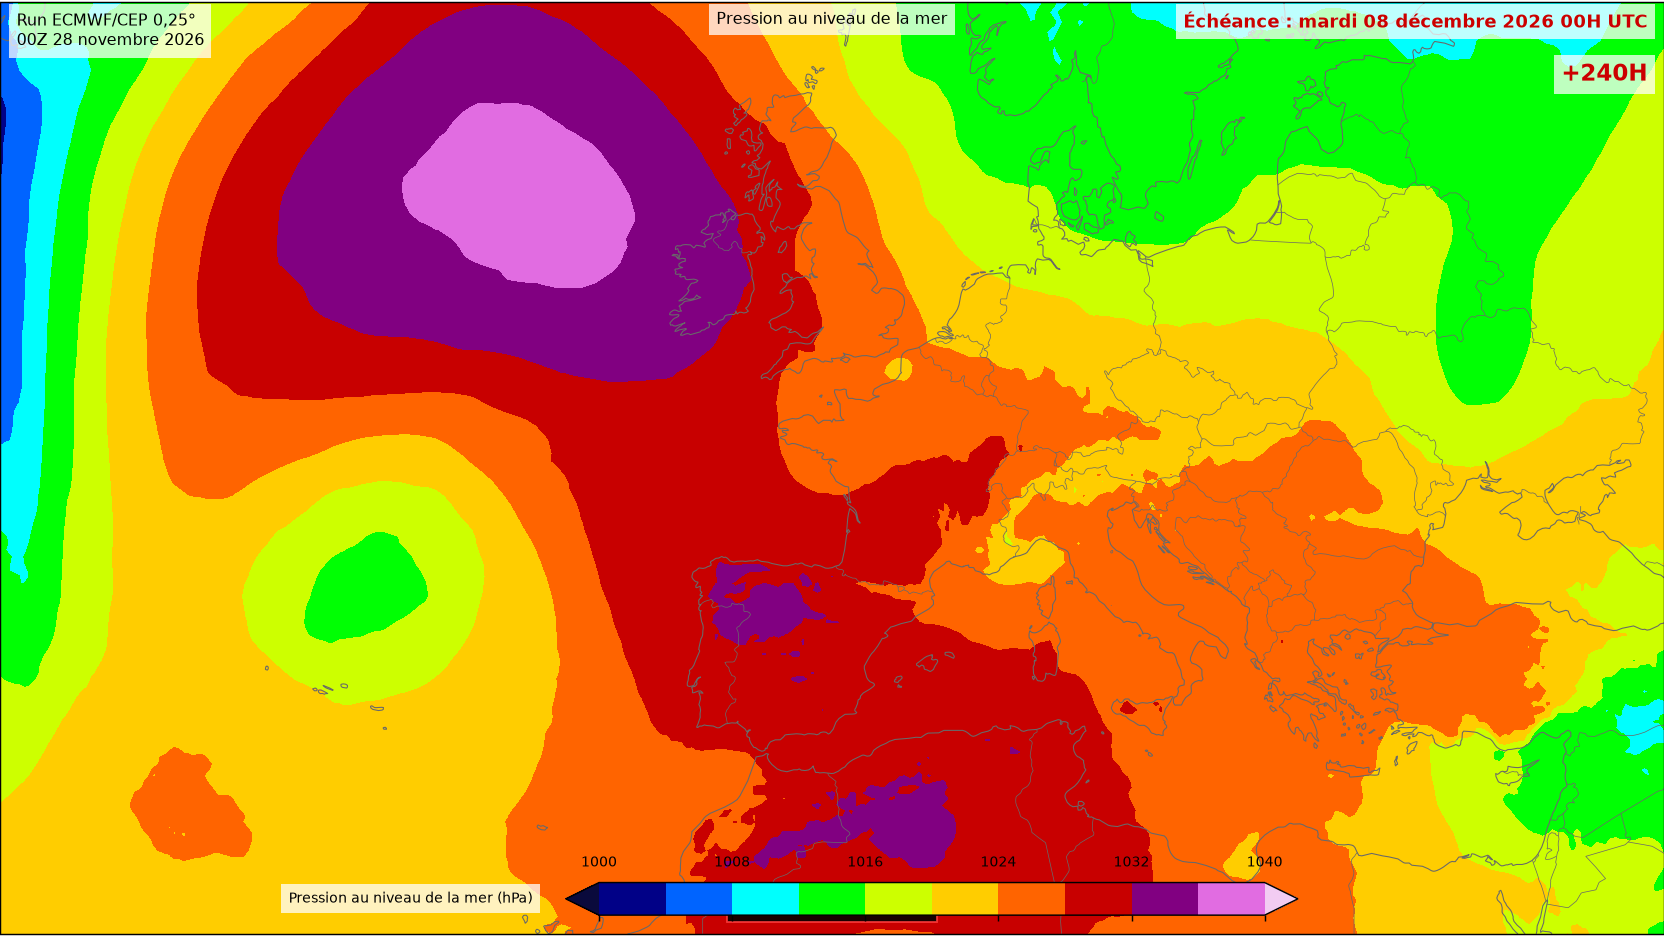 Run ECMWF/CEP 0,25°
00Z 28 novembre 2026
Pression au niveau de la mer
Échéance : mardi 08 décembre 2026 00H UTC
+240H
1000 1008 1016 1024 1032 1040
Pression au niveau de la mer (hPa)